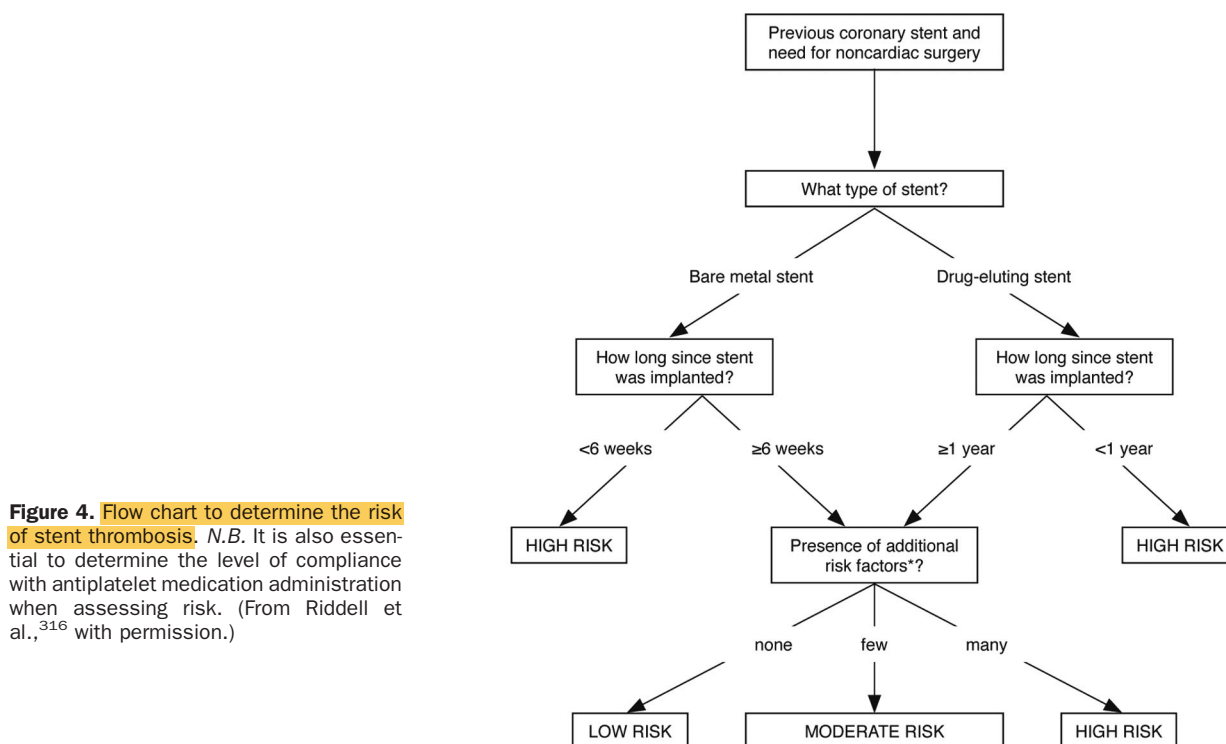 Previous coronary stent and
need for noncardiac surgery
What type of stent?
Bare metal stent
Drug-eluting stent
How long since stent
was implanted?
How long since stent
was implanted?
<6 weeks
≥6 weeks
≥1 year
<1 year
HIGH RISK
Presence of additional
risk factors*?
HIGH RISK
none
few
many
LOW RISK
MODERATE RISK
HIGH RISK
Figure 4. Flow chart to determine the risk
of stent thrombosis. N.B. It is also essen-
tial to determine the level of compliance
with antiplatelet medication administration
when assessing risk. (From Riddell et
al.,316 with permission.)